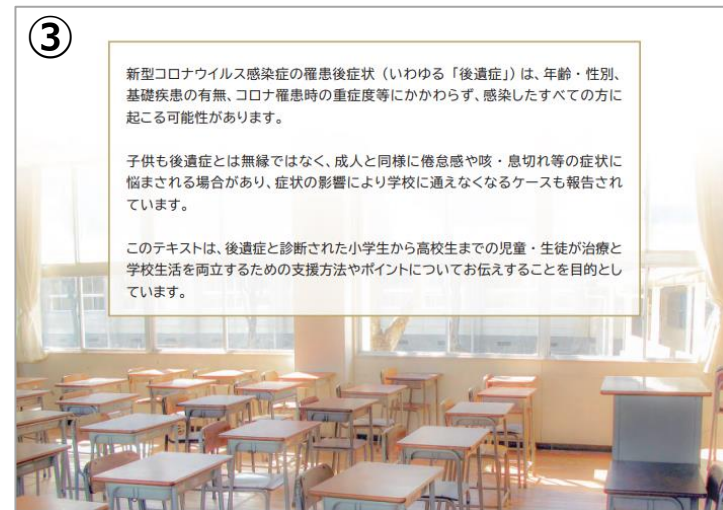 ③
新型コロナウイルス感染症の罹患後症状（いわゆる「後遺症」）は、年齢・性別、
基礎疾患の有無、コロナ罹患時の重症度等にかかわらず、感染したすべての方に
起こる可能性があります。
子供も後遺症とは無縁ではなく、成人と同様に倦怠感や咳・息切れ等の症状に
悩まされる場合があり、症状の影響により学校に通えなくなるケースも報告され
ています。
このテキストは、後遺症と診断された小学生から高校生までの児童・生徒が治療と
学校生活を両立するための支援方法やポイントについてお伝えすることを目的とし
ています。